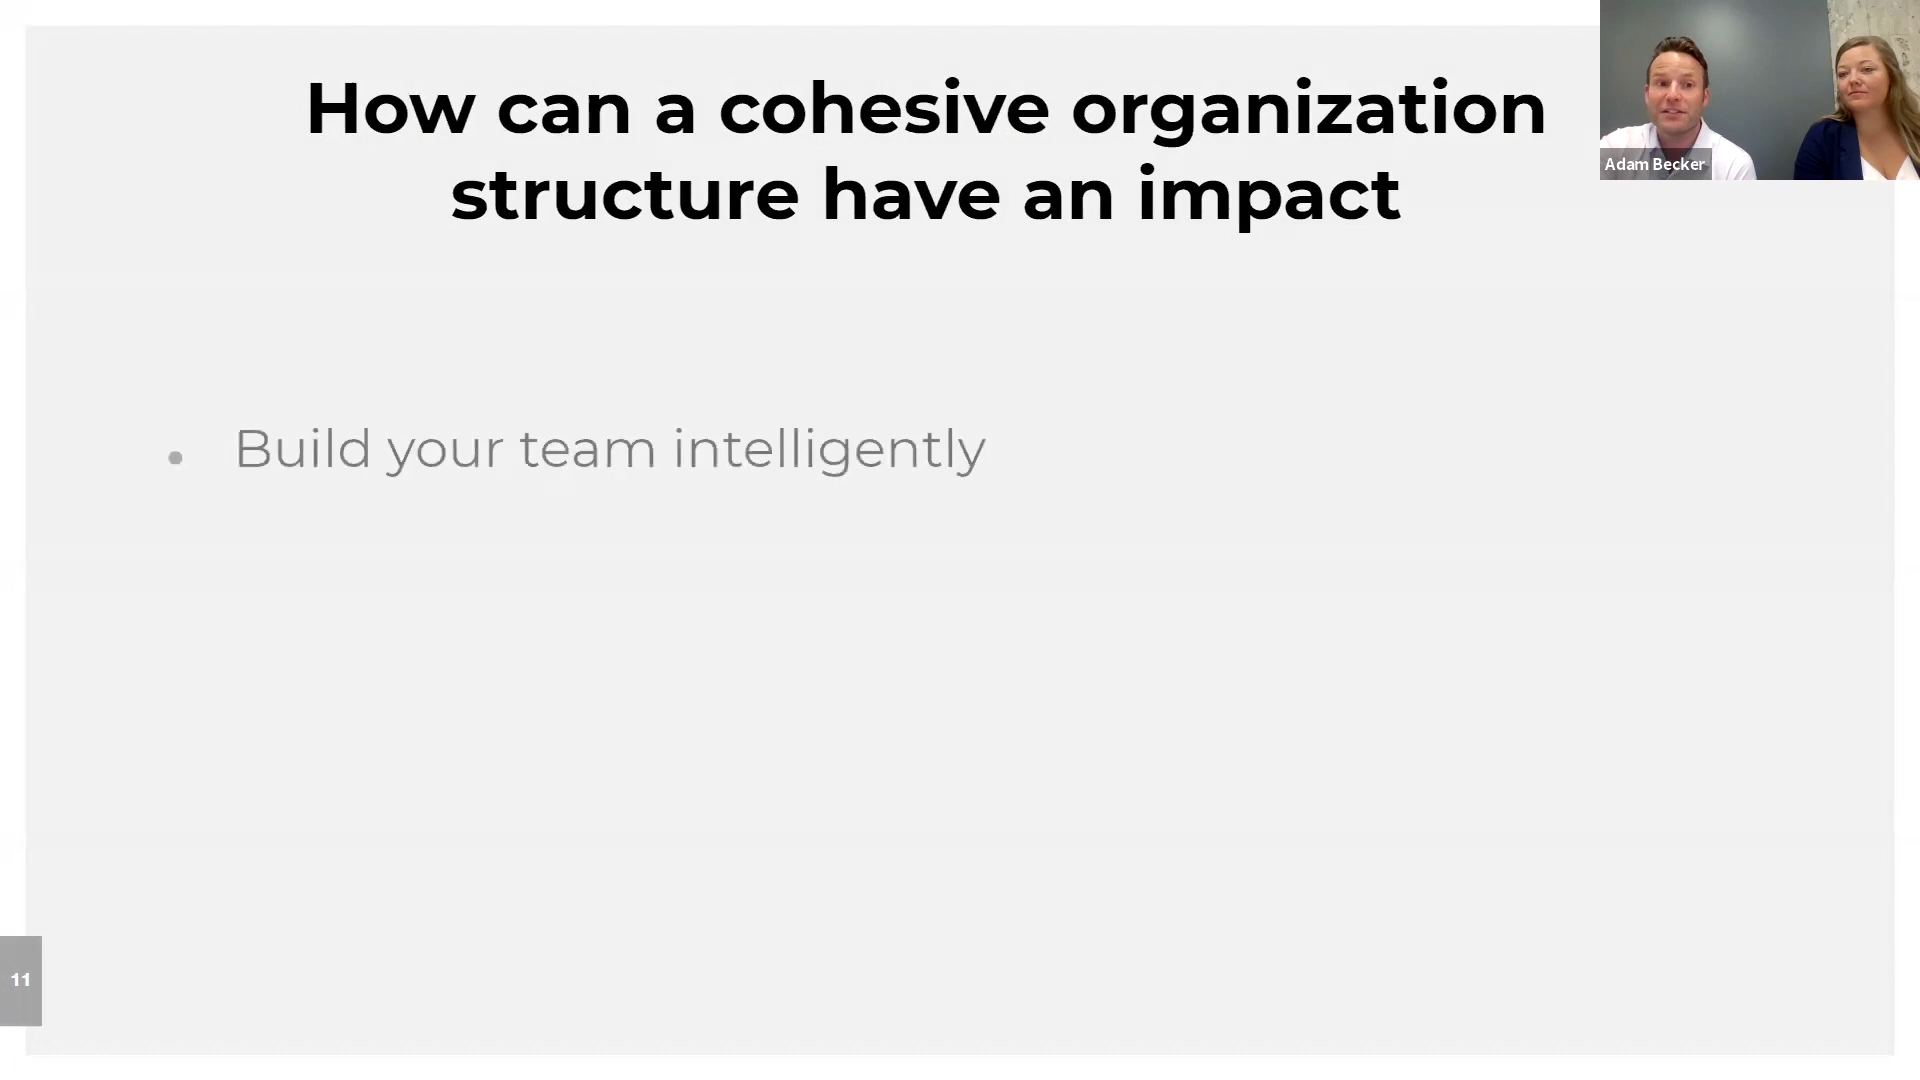 How can a cohesive organization
structure have an impact
Adam Becker
• Build your team intelligently
11